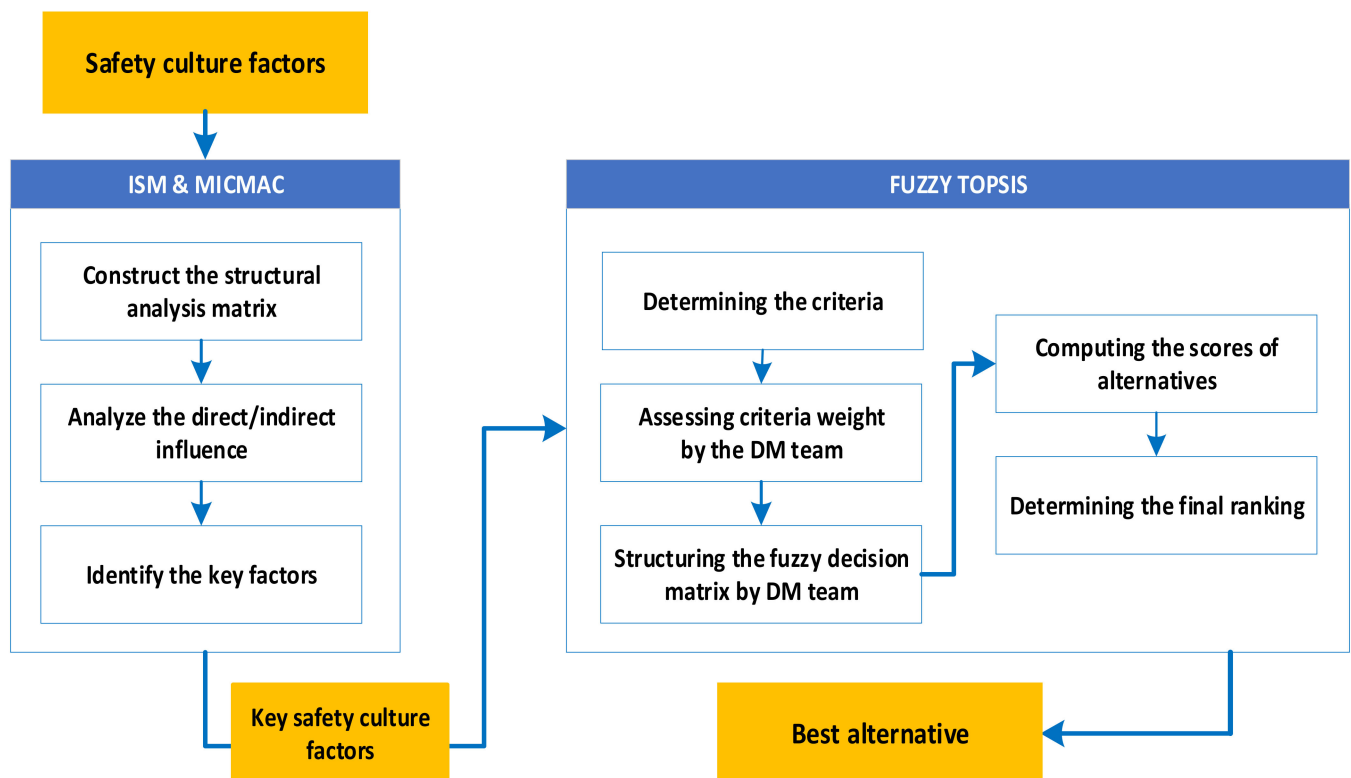 Safety culture factors
ISM & MICMAC
Construct the structural
analysis matrix
Analyze the direct/indirect
influence
Identify the key factors
Key safety culture
factors
FUZZY TOPSIS
Determining the criteria
Assessing criteria weight
by the DM team
Structuring the fuzzy decision
matrix by DM team
Computing the scores of
alternatives
Determining the final ranking
Best alternative